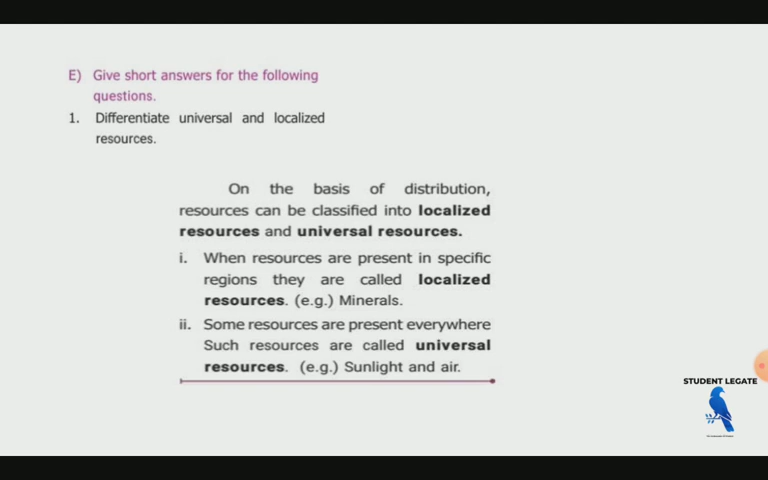 E) Give short answers for the following
questions.
1. Differentiate universal and localized
resources.
On the basis of distribution,
resources can be classified into localized
resources and universal resources.
i. When resources are present in specific
regions they are called localized
resources. (e.g.) Minerals.
ii. Some resources are present everywhere
Such resources are called universal
resources. (e.g.) Sunlight and air.
STUDENT LEGATE